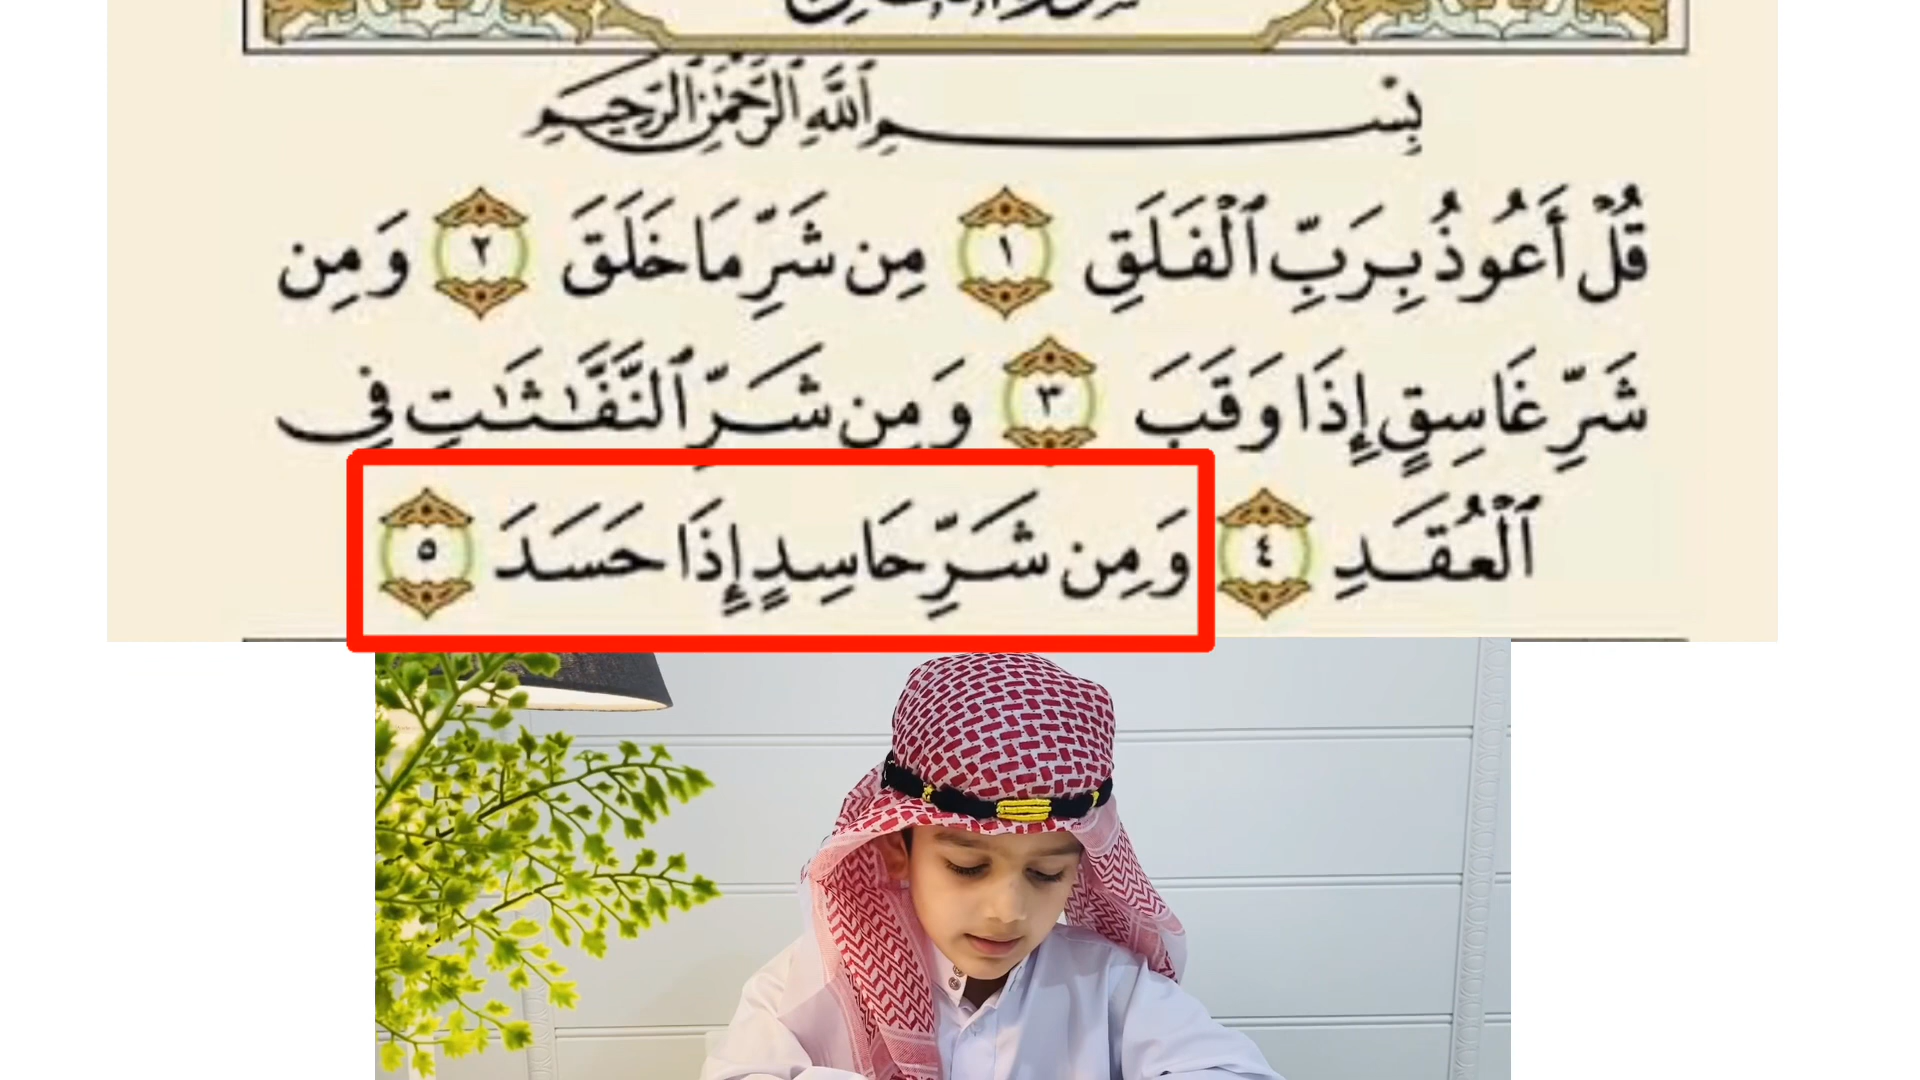 بِسْمِ ٱللَّهِ ٱلرَّحْمَٰنِ ٱلرَّحِيمِ
قُلْ أَعُوذُ بِرَبِّ ٱلْفَلَقِ ١ مِن شَرِّ مَا خَلَقَ ٢ وَمِن
شَرِّ غَاسِقٍ إِذَا وَقَبَ ٣ وَمِن شَرِّ ٱلنَّفَّٰثَٰتِ فِى
ٱلْعُقَدِ ٤ وَمِن شَرِّ حَاسِدٍ إِذَا حَسَدَ ٥